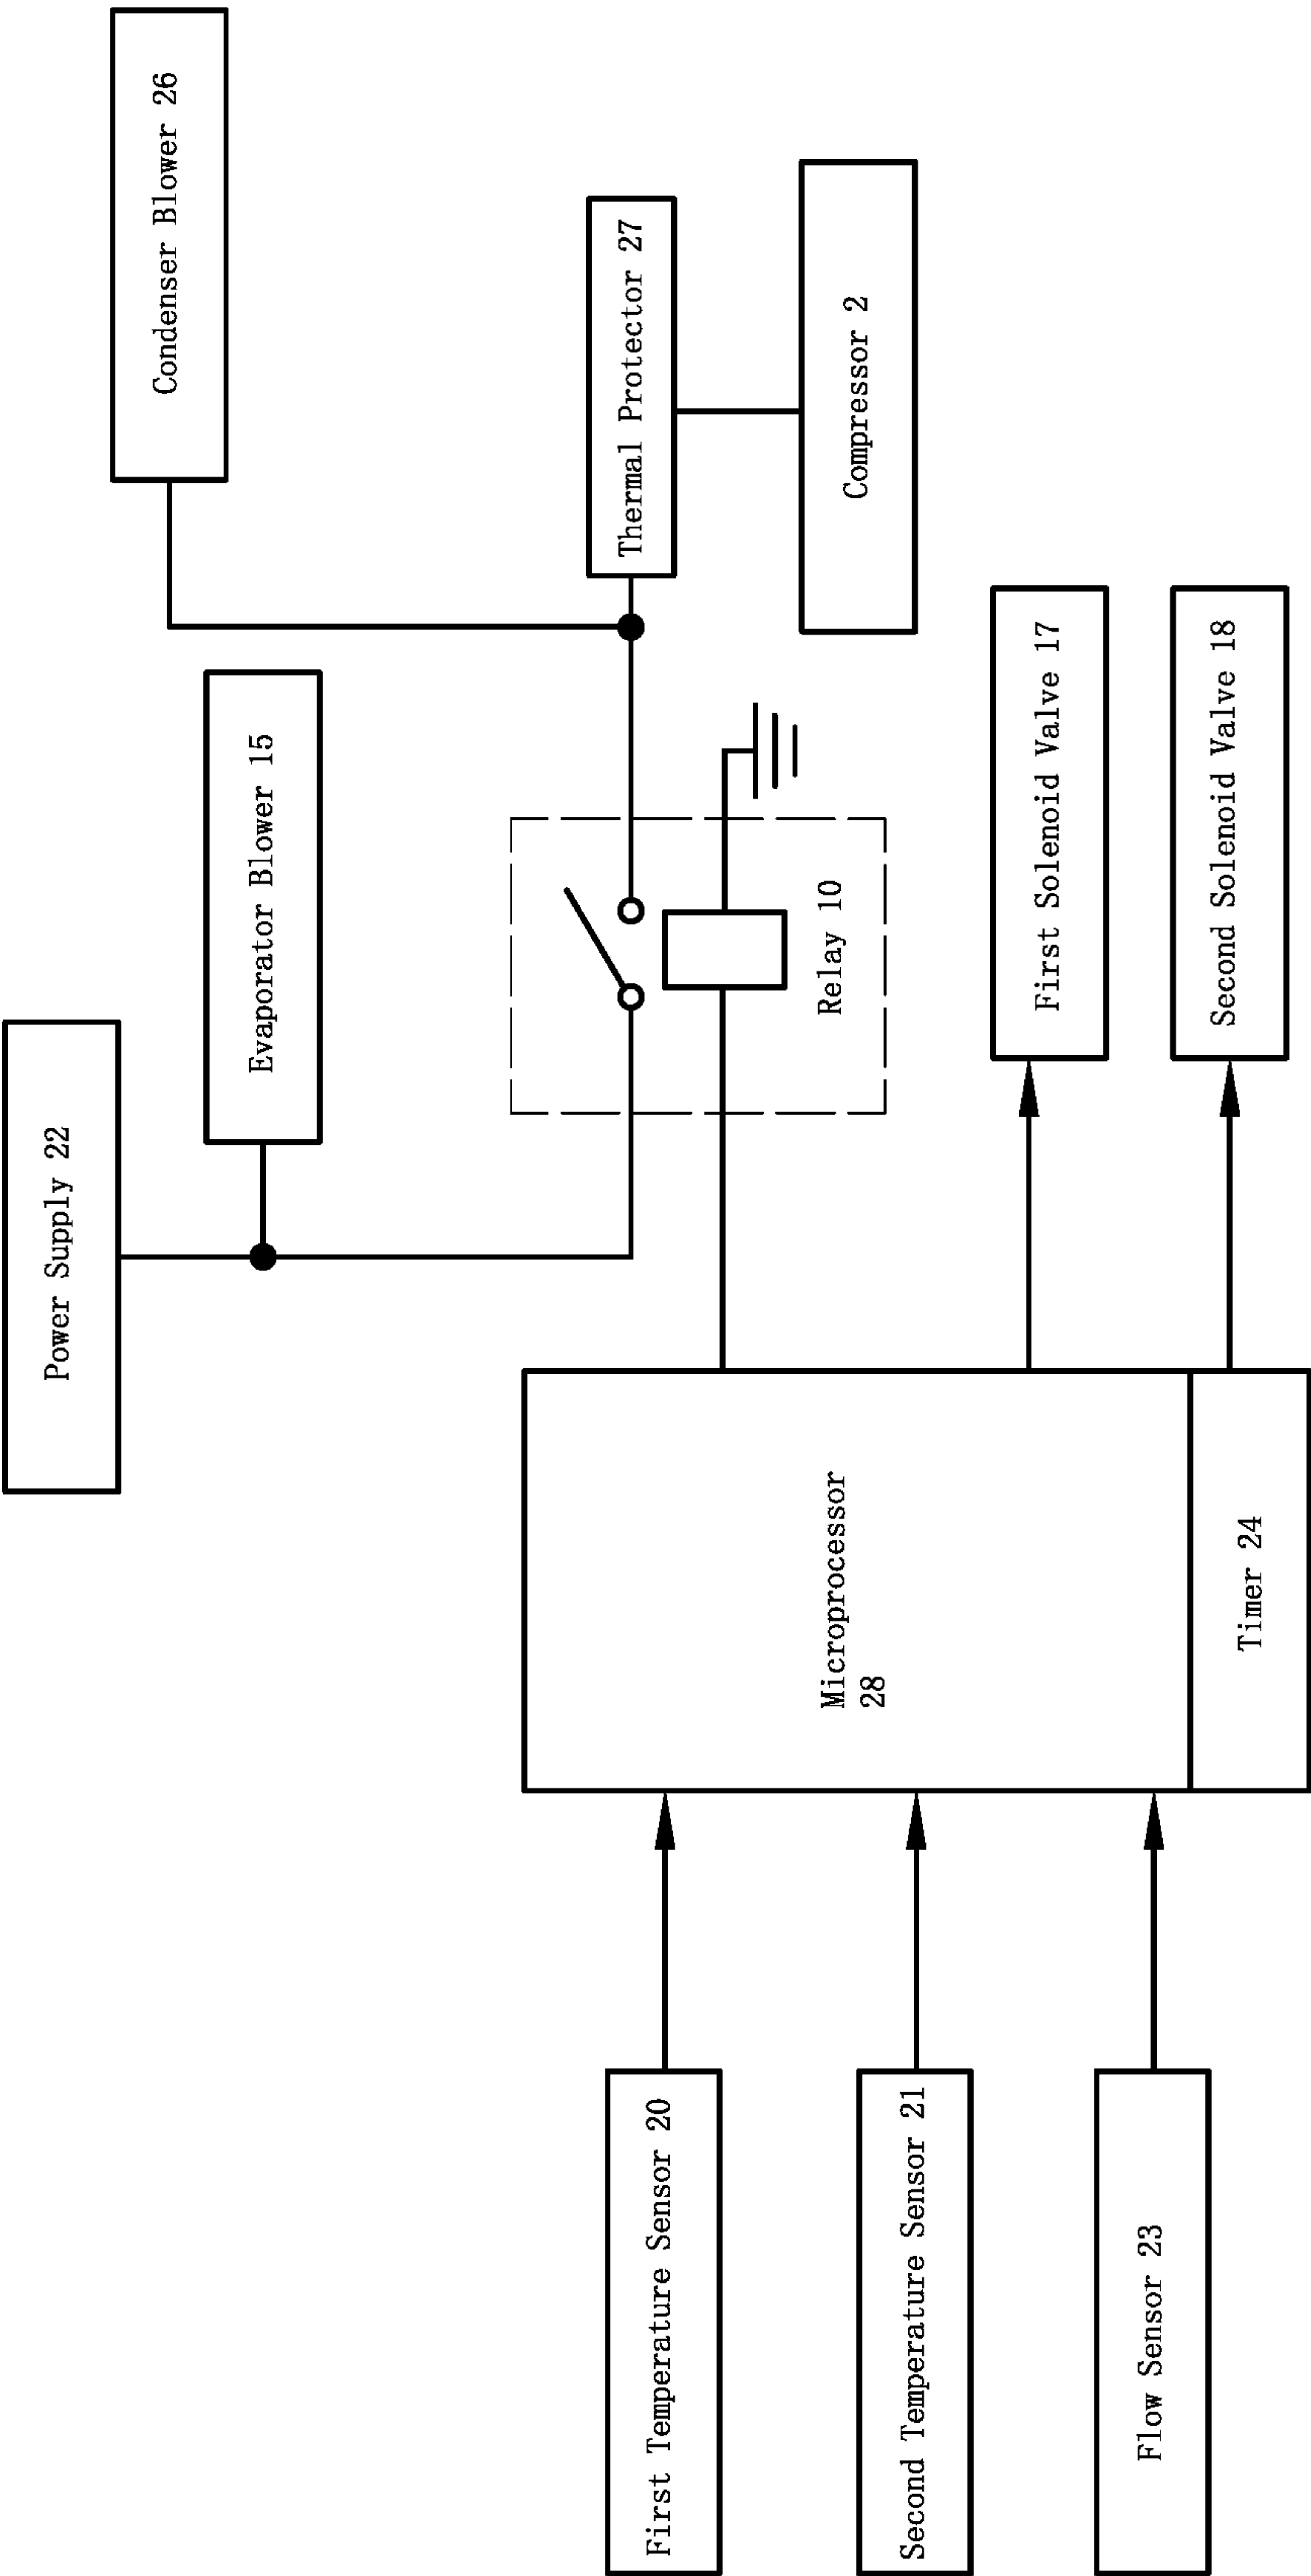 Power Supply 22
Condenser Blower 26
Evaporator Blower 15
Thermal Protector 27
Relay 10
Compressor 2
First Temperature Sensor 20
Microprocessor
28
Second Temperature Sensor 21
First Solenoid Valve 17
Flow Sensor 23
Timer 24
Second Solenoid Valve 18